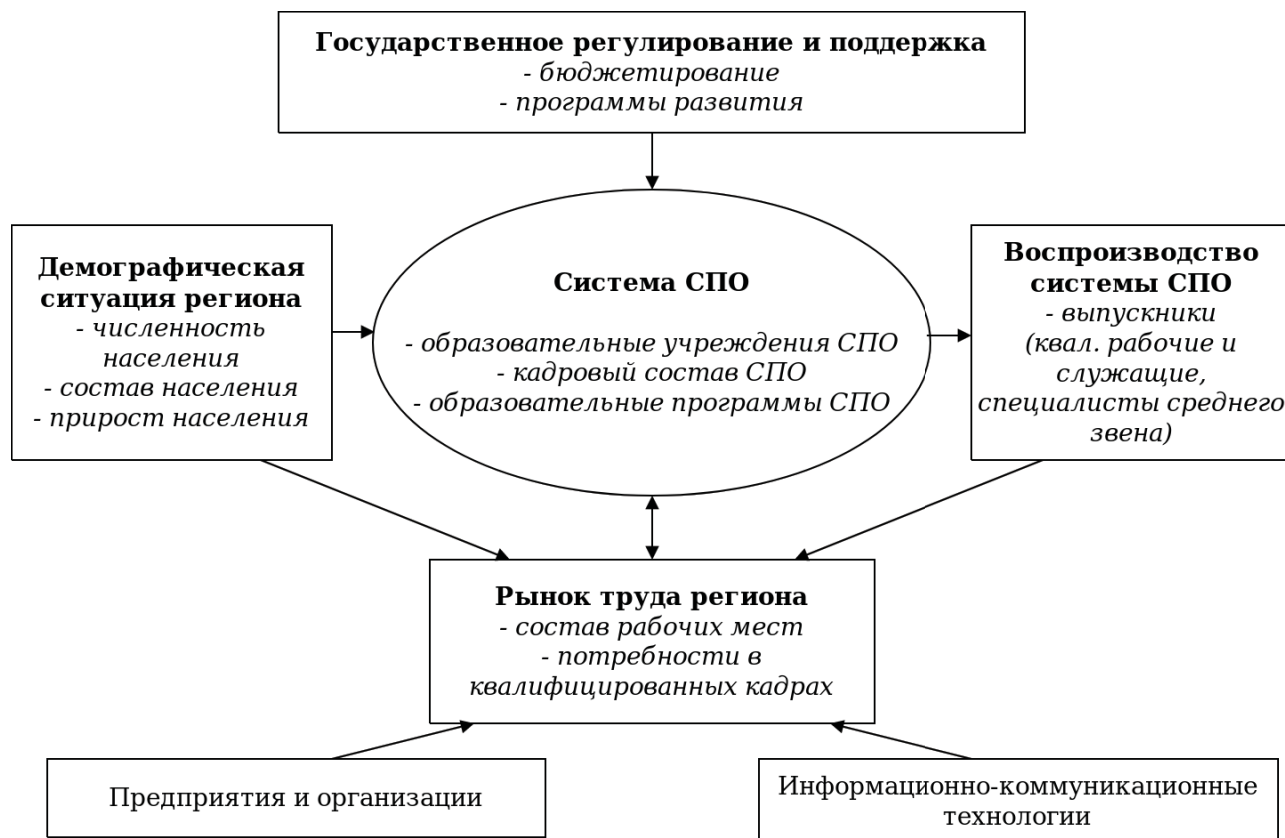 Государственное регулирование и поддержка
- бюджетирование
- программы развития
Демографическая
ситуация региона
- численность
населения
- состав населения
- прирост населения
Система СПО
- образовательные учреждения СПО
- кадровый состав СПО
- образовательные программы СПО
Воспроизводство
системы СПО
- выпускники
(квал. рабочие и
служащие,
специалисты среднего
звена)
Рынок труда региона
- состав рабочих мест
- потребности в
квалифицированных кадрах
Предприятия и организации
Информационно-коммуникационные
технологии